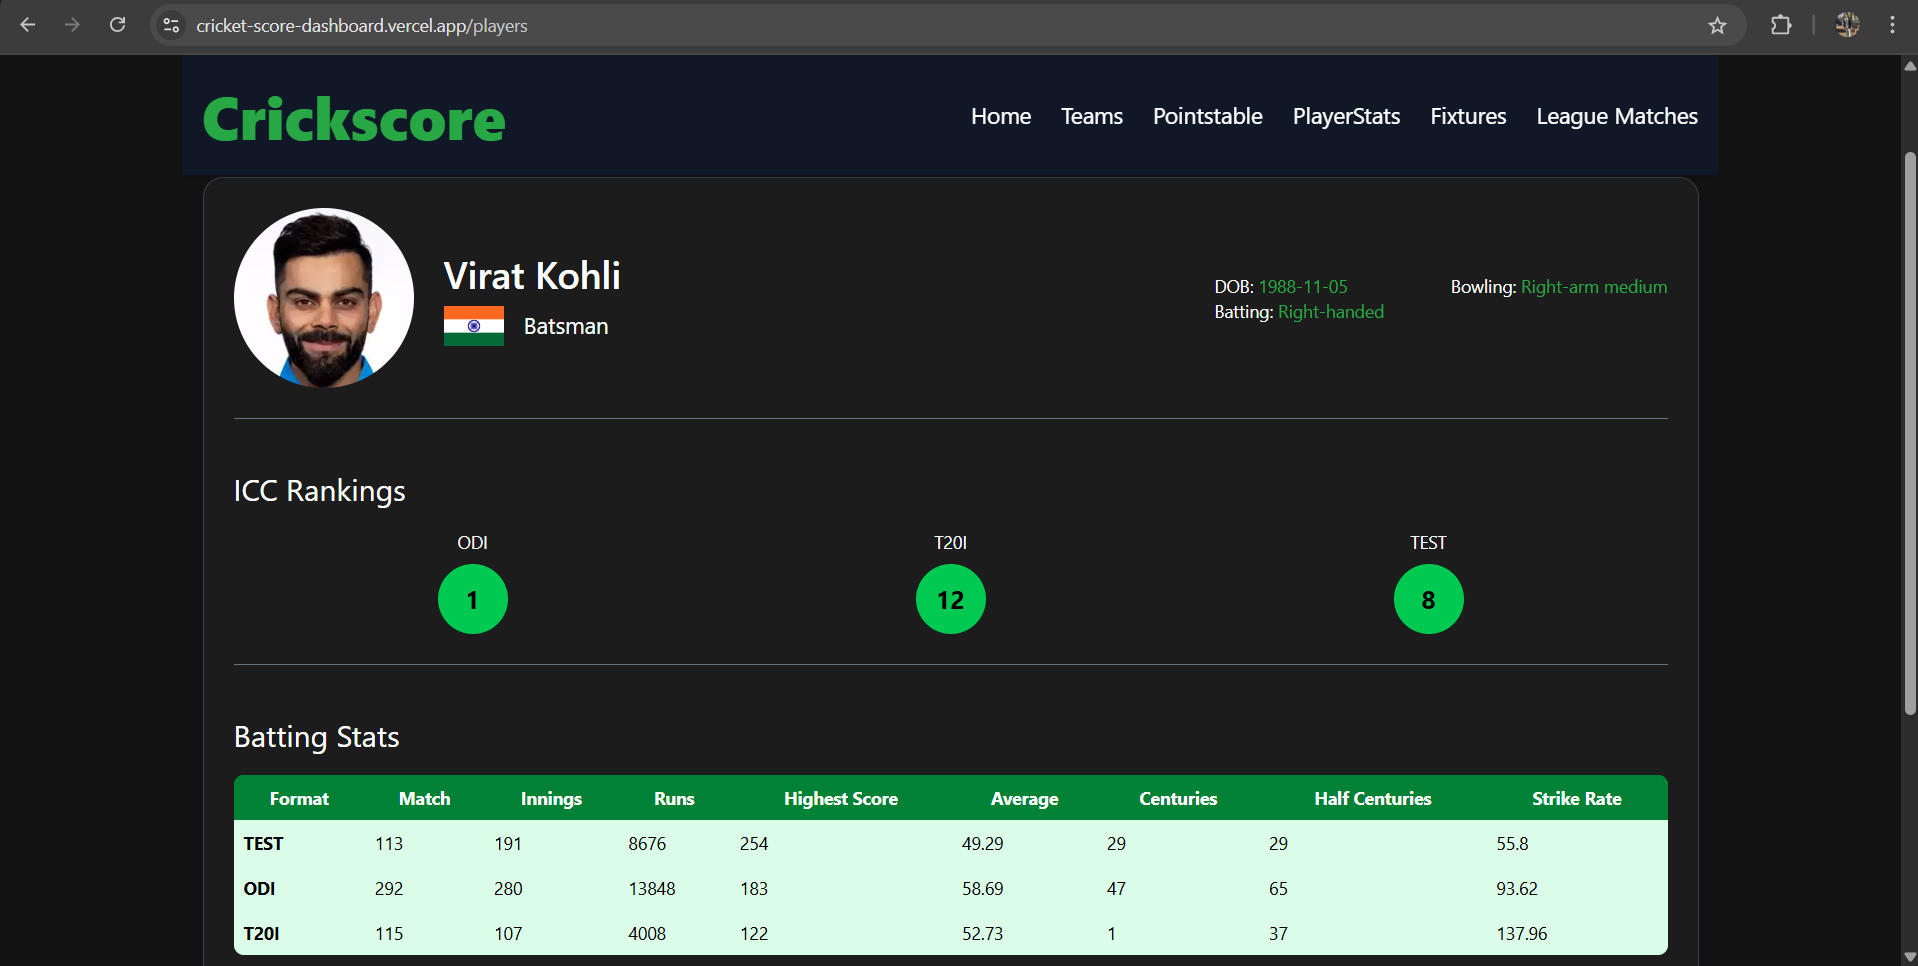 cricket-score-dashboard.vercel.app/players
Crickscore Home Teams Pointstable PlayerStats Fixtures League Matches
Virat Kohli
Batsman
DOB: 1988-11-05 Bowling: Right-arm medium
Batting: Right-handed
ICC Rankings
ODI T20I TEST
1 12 8
Batting Stats
Format Match Innings Runs Highest Score Average Centuries Half Centuries Strike Rate
TEST 113 191 8676 254 49.29 29 29 55.8
ODI 292 280 13848 183 58.69 47 65 93.62
T20I 115 107 4008 122 52.73 1 37 137.96